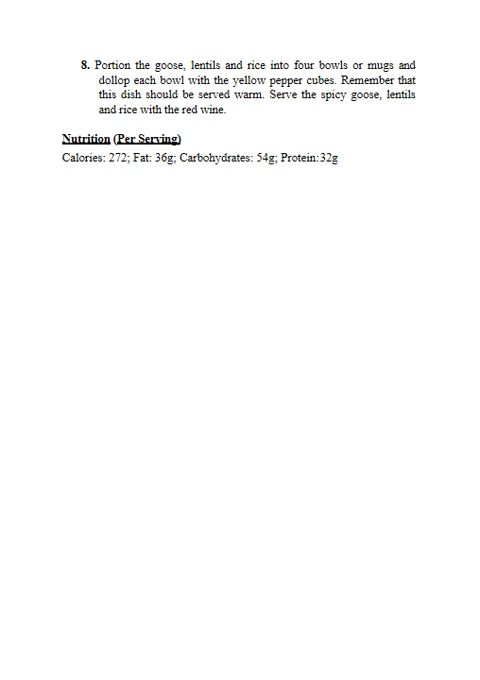 8. Portion the goose, lentils and rice into four bowls or mugs and
dollop each bowl with the yellow pepper cubes. Remember that
this dish should be served warm. Serve the spicy goose, lentils
and rice with the red wine.
Nutrition (Per Serving)
Calories: 272; Fat: 36g; Carbohydrates: 54g; Protein:32g